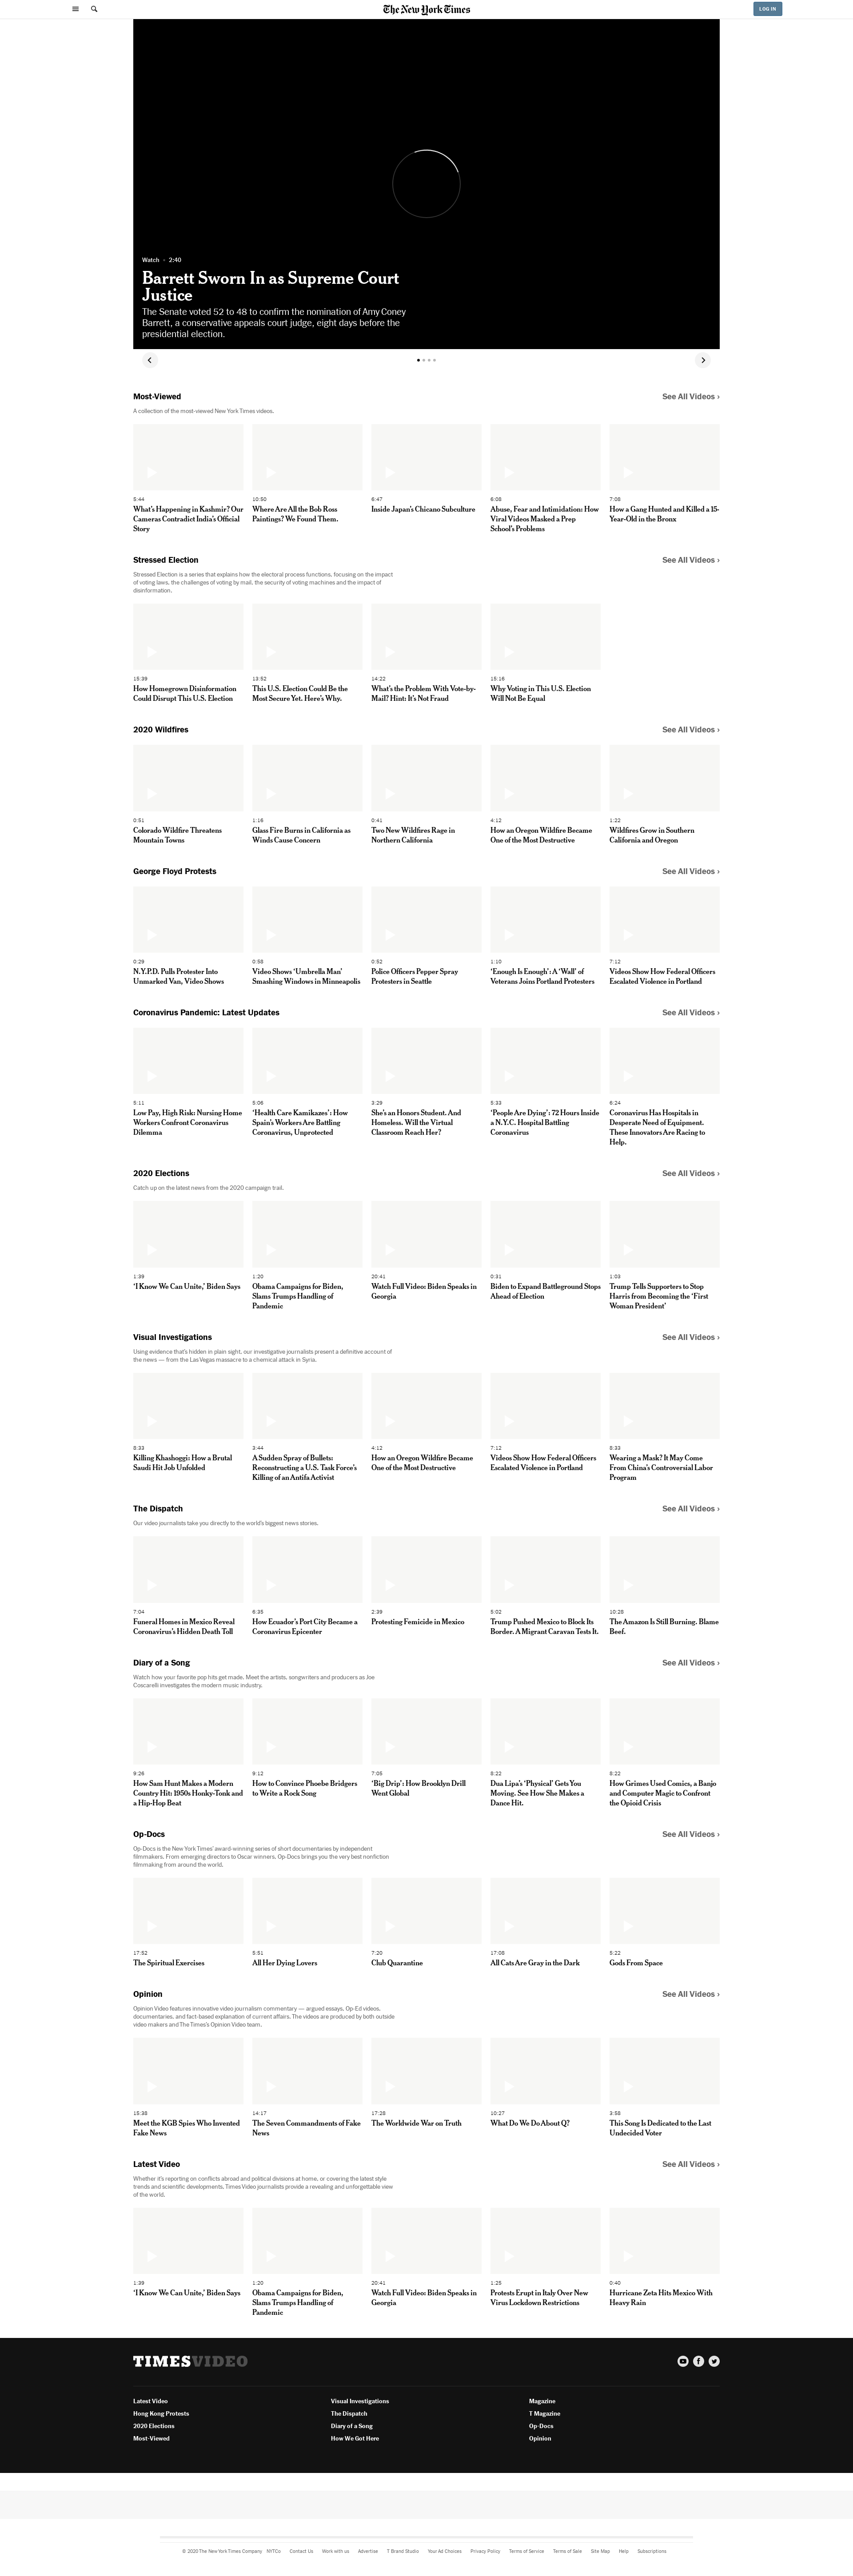 The New York Times
LOG IN
Watch • 2:40
Barrett Sworn In as Supreme Court
Justice
The Senate voted 52 to 48 to confirm the nomination of Amy Coney
Barrett, a conservative appeals court judge, eight days before the
presidential election.
Most-Viewed
See All Videos ›
A collection of the most-viewed New York Times videos.
5:44
What’s Happening in Kashmir? Our
Cameras Contradict India’s Official
Story
10:50
Where Are All the Bob Ross
Paintings? We Found Them.
6:47
Inside Japan’s Chicano Subculture
6:08
Abuse, Fear and Intimidation: How
Viral Videos Masked a Prep
School’s Problems
7:08
How a Gang Hunted and Killed a 15-
Year-Old in the Bronx
Stressed Election
See All Videos ›
Stressed Election is a series that explains how the electoral process functions, focusing on the impact
of voting laws, the challenges of voting by mail, the security of voting machines and the impact of
disinformation.
15:39
How Homegrown Disinformation
Could Disrupt This U.S. Election
13:52
This U.S. Election Could Be the
Most Secure Yet. Here’s Why.
14:22
What’s the Problem With Vote-by-
Mail? Hint: It’s Not Fraud
15:16
Why Voting in This U.S. Election
Will Not Be Equal
2020 Wildfires
See All Videos ›
0:51
Colorado Wildfire Threatens
Mountain Towns
1:16
Glass Fire Burns in California as
Winds Cause Concern
0:41
Two New Wildfires Rage in
Northern California
4:12
How an Oregon Wildfire Became
One of the Most Destructive
1:22
Wildfires Grow in Southern
California and Oregon
George Floyd Protests
See All Videos ›
0:29
N.Y.P.D. Pulls Protester Into
Unmarked Van, Video Shows
0:58
Video Shows ‘Umbrella Man’
Smashing Windows in Minneapolis
0:52
Police Officers Pepper Spray
Protesters in Seattle
1:10
‘Enough Is Enough’: A ‘Wall’ of
Veterans Joins Portland Protesters
7:12
Videos Show How Federal Officers
Escalated Violence in Portland
Coronavirus Pandemic: Latest Updates
See All Videos ›
5:11
Low Pay, High Risk: Nursing Home
Workers Confront Coronavirus
Dilemma
5:06
‘Health Care Kamikazes’: How
Spain’s Workers Are Battling
Coronavirus, Unprotected
3:29
She’s an Honors Student. And
Homeless. Will the Virtual
Classroom Reach Her?
5:33
‘People Are Dying’: 72 Hours Inside
a N.Y.C. Hospital Battling
Coronavirus
6:24
Coronavirus Has Hospitals in
Desperate Need of Equipment.
These Innovators Are Racing to
Help.
2020 Elections
See All Videos ›
Catch up on the latest news from the 2020 campaign trail.
1:39
‘I Know We Can Unite,’ Biden Says
1:20
Obama Campaigns for Biden,
Slams Trumps Handling of
Pandemic
20:41
Watch Full Video: Biden Speaks in
Georgia
0:31
Biden to Expand Battleground Stops
Ahead of Election
1:03
Trump Tells Supporters to Stop
Harris from Becoming the ‘First
Woman President’
Visual Investigations
See All Videos ›
Using evidence that’s hidden in plain sight, our investigative journalists present a definitive account of
the news — from the Las Vegas massacre to a chemical attack in Syria.
8:33
Killing Khashoggi: How a Brutal
Saudi Hit Job Unfolded
3:44
A Sudden Spray of Bullets:
Reconstructing a U.S. Task Force’s
Killing of an Antifa Activist
4:12
How an Oregon Wildfire Became
One of the Most Destructive
7:12
Videos Show How Federal Officers
Escalated Violence in Portland
8:33
Wearing a Mask? It May Come
From China’s Controversial Labor
Program
The Dispatch
See All Videos ›
Our video journalists take you directly to the world’s biggest news stories.
7:04
Funeral Homes in Mexico Reveal
Coronavirus’s Hidden Death Toll
6:35
How Ecuador’s Port City Became a
Coronavirus Epicenter
2:39
Protesting Femicide in Mexico
5:02
Trump Pushed Mexico to Block Its
Border. A Migrant Caravan Tests It.
10:28
The Amazon Is Still Burning. Blame
Beef.
Diary of a Song
See All Videos ›
Watch how your favorite pop hits get made. Meet the artists, songwriters and producers as Joe
Coscarelli investigates the modern music industry.
9:26
How Sam Hunt Makes a Modern
Country Hit: 1950s Honky-Tonk and
a Hip-Hop Beat
9:12
How to Convince Phoebe Bridgers
to Write a Rock Song
7:05
‘Big Drip’: How Brooklyn Drill
Went Global
8:22
Dua Lipa’s ‘Physical’ Gets You
Moving. See How She Makes a
Dance Hit.
8:22
How Grimes Used Comics, a Banjo
and Computer Magic to Confront
the Opioid Crisis
Op-Docs
See All Videos ›
Op-Docs is the New York Times’ award-winning series of short documentaries by independent
filmmakers. From emerging directors to Oscar winners, Op-Docs brings you the very best nonfiction
filmmaking from around the world.
17:52
The Spiritual Exercises
5:51
All Her Dying Lovers
7:20
Club Quarantine
17:08
All Cats Are Gray in the Dark
5:22
Gods From Space
Opinion
See All Videos ›
Opinion Video features innovative video journalism commentary — argued essays, Op-Ed videos,
documentaries, and fact-based explanation of current affairs. The videos are produced by both outside
video makers and The Times’s Opinion Video team.
15:38
Meet the KGB Spies Who Invented
Fake News
14:17
The Seven Commandments of Fake
News
17:28
The Worldwide War on Truth
10:27
What Do We Do About Q?
3:58
This Song Is Dedicated to the Last
Undecided Voter
Latest Video
See All Videos ›
Whether it’s reporting on conflicts abroad and political divisions at home, or covering the latest style
trends and scientific developments, Times Video journalists provide a revealing and unforgettable view
of the world.
1:39
‘I Know We Can Unite,’ Biden Says
1:20
Obama Campaigns for Biden,
Slams Trumps Handling of
Pandemic
20:41
Watch Full Video: Biden Speaks in
Georgia
1:25
Protests Erupt in Italy Over New
Virus Lockdown Restrictions
0:40
Hurricane Zeta Hits Mexico With
Heavy Rain
TIMESVIDEO
Latest Video
Hong Kong Protests
2020 Elections
Most-Viewed
Visual Investigations
The Dispatch
Diary of a Song
How We Got Here
Magazine
T Magazine
Op-Docs
Opinion
© 2020 The New York Times Company NYTCo Contact Us Work with us Advertise T Brand Studio Your Ad Choices Privacy Policy Terms of Service Terms of Sale Site Map Help Subscriptions